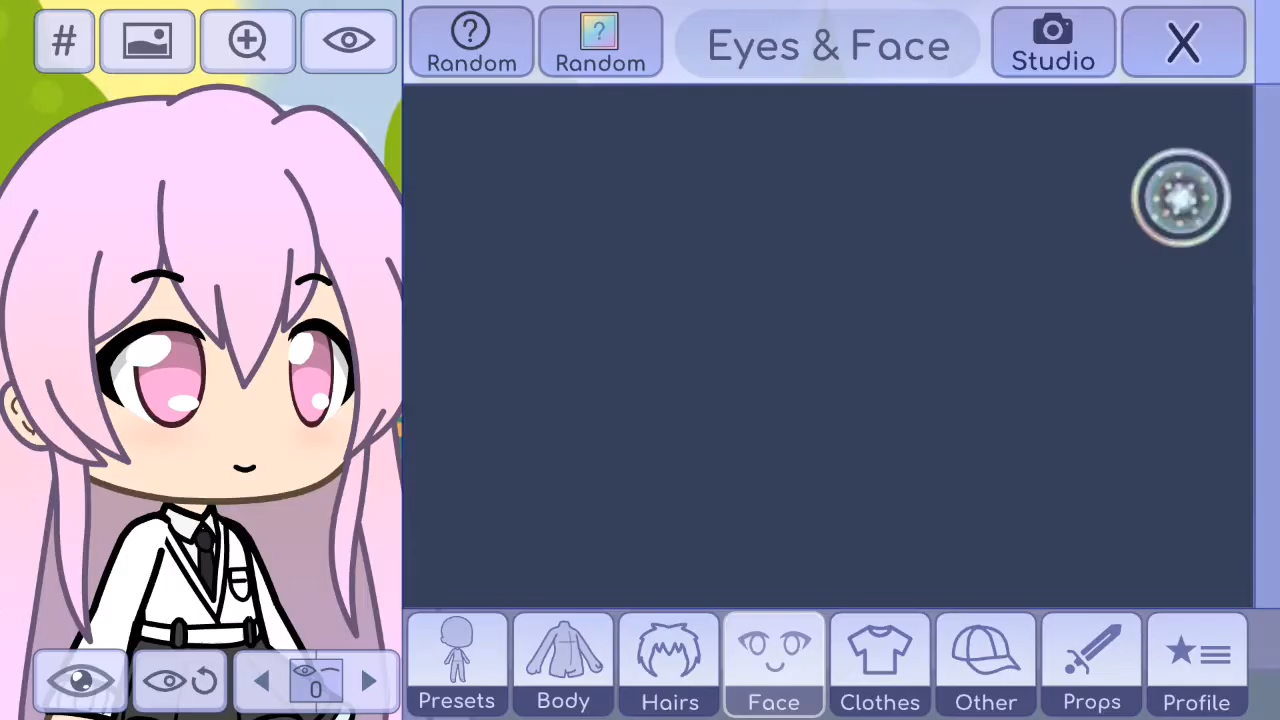 #
? Random
? Random
Eyes & Face
Studio
X
0
Presets
Body
Hairs
Face
Clothes
Other
Props
Profile